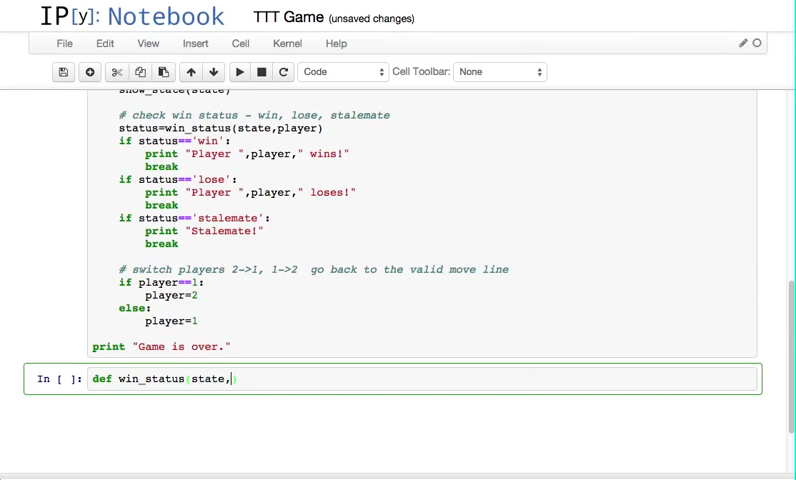 IP[y]: Notebook TTT Game (unsaved changes)
File Edit View Insert Cell Kernel Help
Code Cell Toolbar: None
show_state(state)
# check win status - win, lose, stalemate
status=win_status(state,player)
if status=='win':
print "Player ",player," wins!"
break
if status=='lose':
print "Player ",player," loses!"
break
if status=='stalemate':
print "Stalemate!"
break
# switch players 2->1, 1->2 go back to the valid move line
if player==1:
player=2
else:
player=1
print "Game is over."
In [ ]: def win_status(state,)